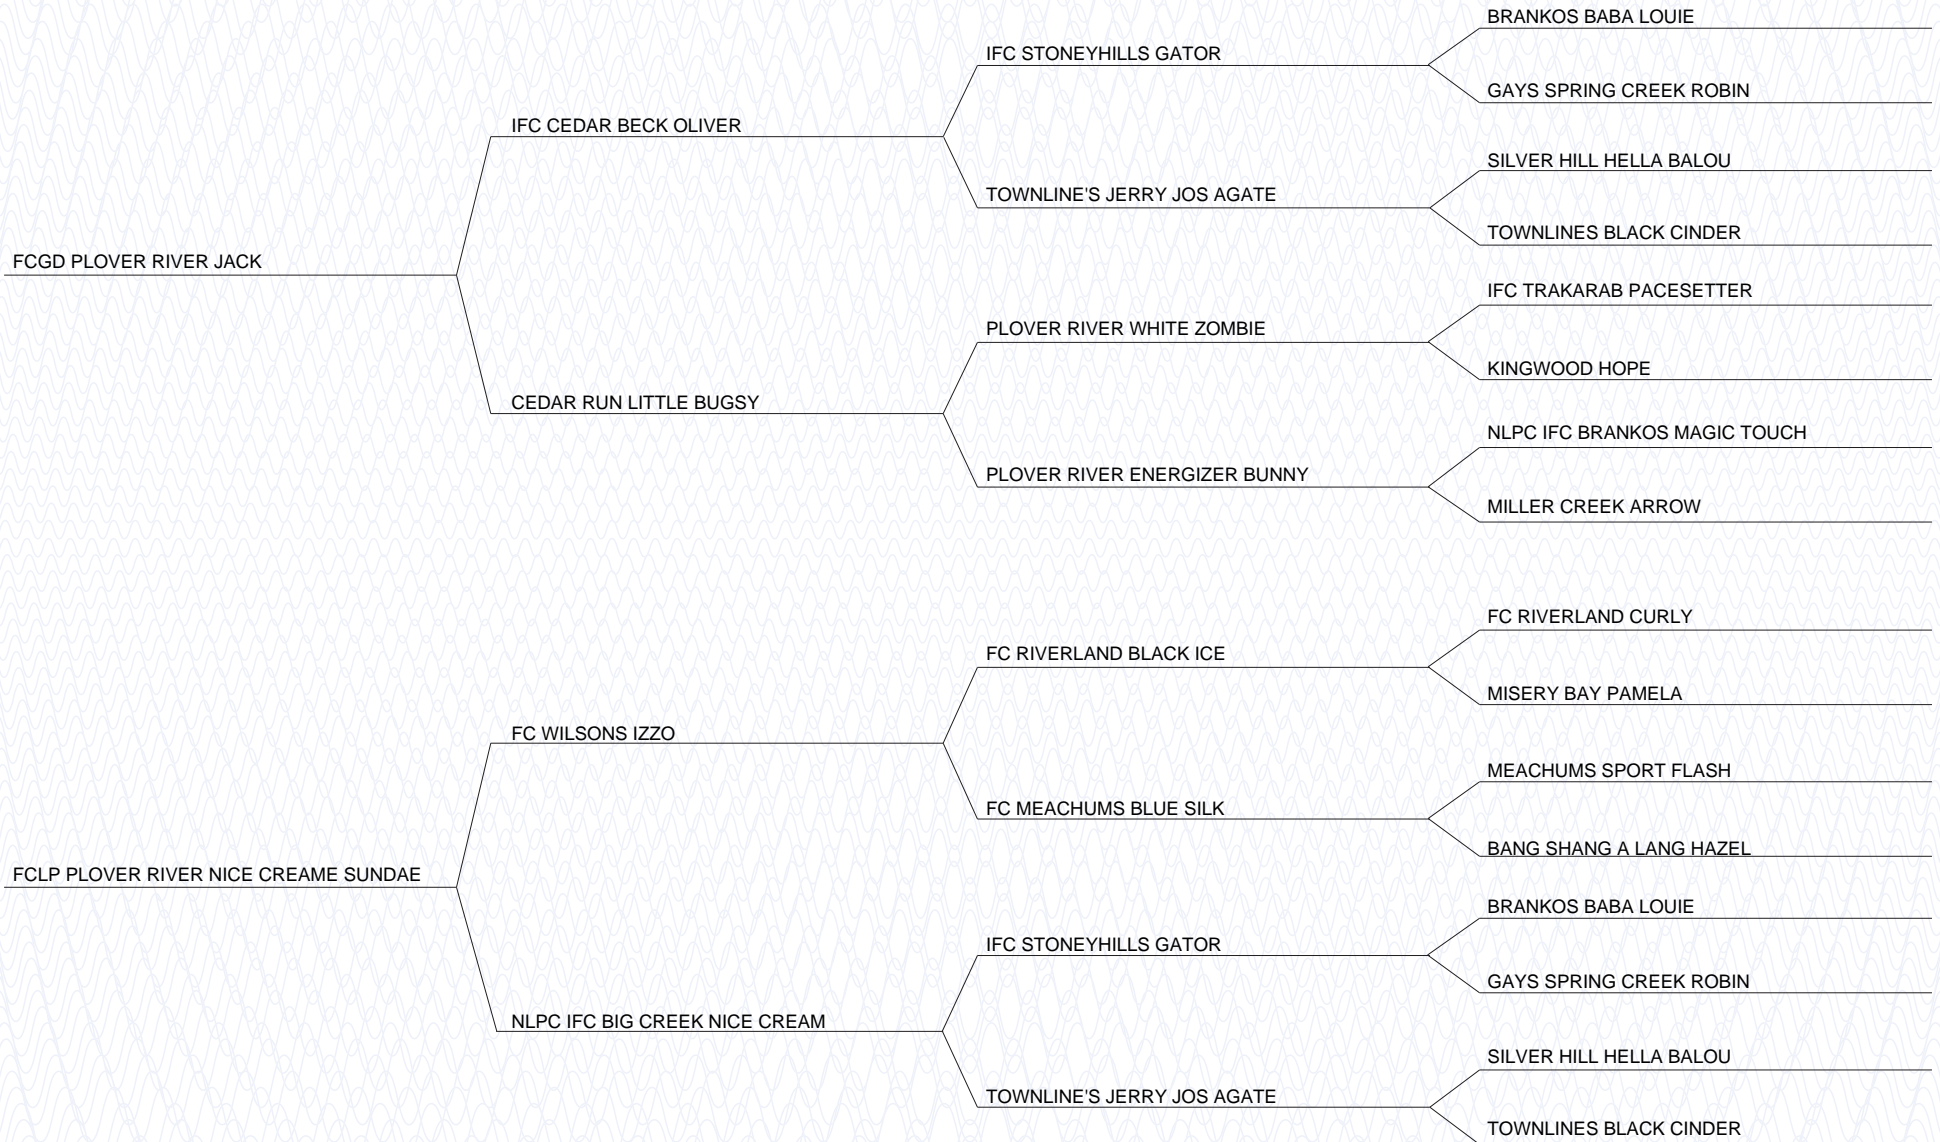 BRANKOS BABA LOUIE
IFC STONEYHILLS GATOR
GAYS SPRING CREEK ROBIN
IFC CEDAR BECK OLIVER
SILVER HILL HELLA BALOU
TOWNLINE'S JERRY JOS AGATE
TOWNLINES BLACK CINDER
FCGD PLOVER RIVER JACK
IFC TRAKARAB PACESETTER
PLOVER RIVER WHITE ZOMBIE
KINGWOOD HOPE
CEDAR RUN LITTLE BUGSY
NLPC IFC BRANKOS MAGIC TOUCH
PLOVER RIVER ENERGIZER BUNNY
MILLER CREEK ARROW
FC RIVERLAND CURLY
FC RIVERLAND BLACK ICE
MISERY BAY PAMELA
FC WILSONS IZZO
MEACHUMS SPORT FLASH
FC MEACHUMS BLUE SILK
BANG SHANG A LANG HAZEL
FCLP PLOVER RIVER NICE CREAME SUNDAE
BRANKOS BABA LOUIE
IFC STONEYHILLS GATOR
GAYS SPRING CREEK ROBIN
NLPC IFC BIG CREEK NICE CREAM
SILVER HILL HELLA BALOU
TOWNLINE'S JERRY JOS AGATE
TOWNLINES BLACK CINDER